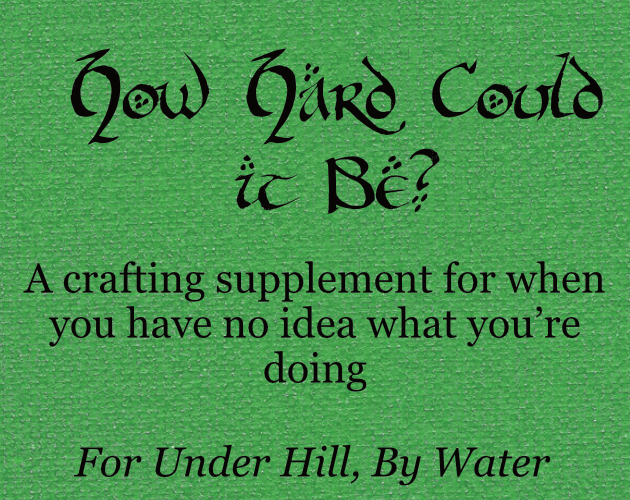 How Hard Could
it Be?
A crafting supplement for when
you have no idea what you’re
doing
For Under Hill, By Water